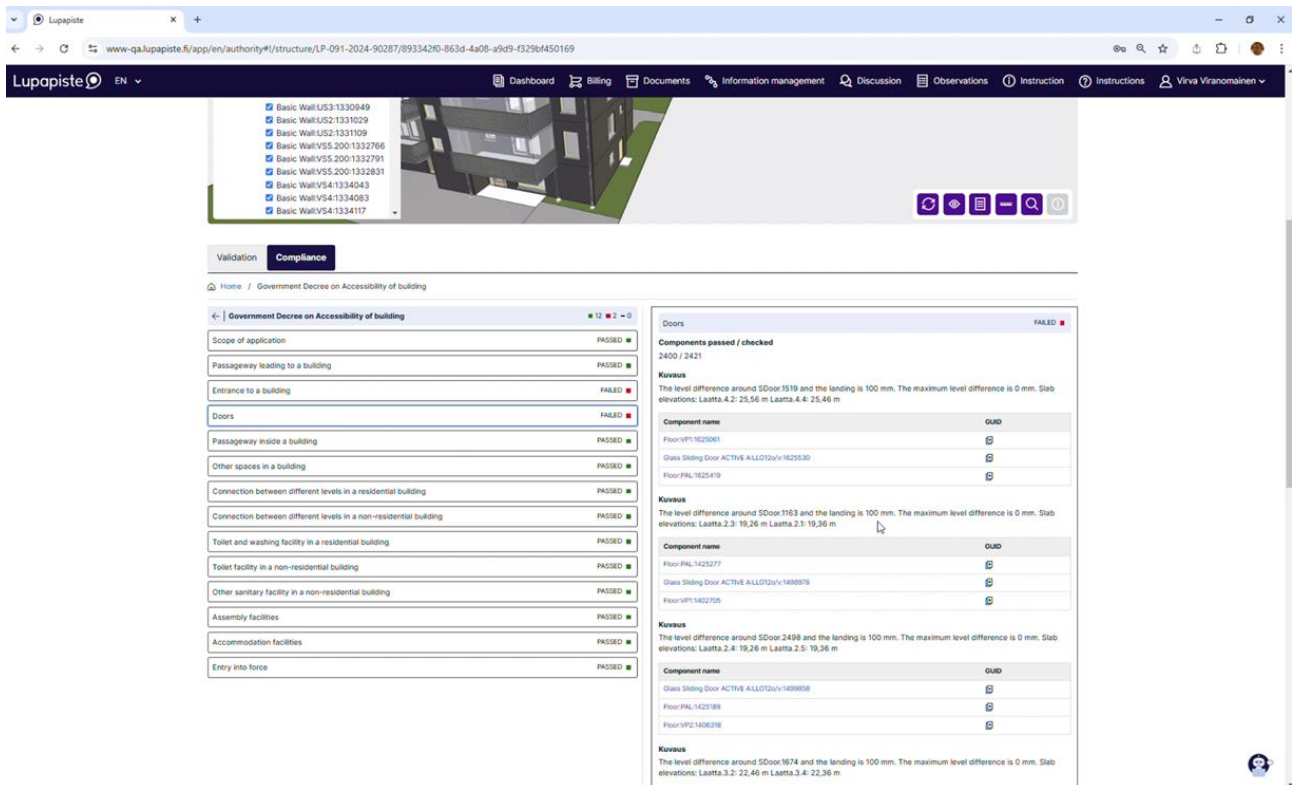 Lupapiste
www-qa.lupapiste.fi/app/en/authority#!/structure/LP-091-2024-90287/893342f0-863d-4a08-a9d9-f329bf450169
Lupapiste EN Dashboard Billing Documents Information management Discussion Observations Instruction Instructions Virva Viranomainen
Basic Wall:US3:1330949
Basic Wall:US2:1331029
Basic Wall:US2:1331109
Basic Wall:VS5.200:1332766
Basic Wall:VS5.200:1332791
Basic Wall:VS5.200:1332831
Basic Wall:VS4:1334043
Basic Wall:VS4:1334083
Basic Wall:VS4:1334117
Validation Compliance
Home / Government Decree on Accessibility of building
Government Decree on Accessibility of building 12 2 0
Scope of application PASSED
Passageway leading to a building PASSED
Entrance to a building FAILED
Doors FAILED
Passageway inside a building PASSED
Other spaces in a building PASSED
Connection between different levels in a residential building PASSED
Connection between different levels in a non-residential building PASSED
Toilet and washing facility in a residential building PASSED
Toilet facility in a non-residential building PASSED
Other sanitary facility in a non-residential building PASSED
Assembly facilities PASSED
Accommodation facilities PASSED
Entry into force PASSED
Doors FAILED
Components passed / checked
2400 / 2421
Kuvaus
The level difference around SDoor.1519 and the landing is 100 mm. The maximum level difference is 0 mm. Slab
elevations: Laatta.4.2: 25,56 m Laatta.4.4: 25,46 m
Component name GUID
Floor:VP1:1625061
Glass Sliding Door ACTIVE A:LLO12o/v:1625530
Floor:PAL:1625419
Kuvaus
The level difference around SDoor.1163 and the landing is 100 mm. The maximum level difference is 0 mm. Slab
elevations: Laatta.2.3: 19,26 m Laatta.2.1: 19,36 m
Component name GUID
Floor:PAL:1425277
Glass Sliding Door ACTIVE A:LLO12o/v:1498978
Floor:VP1:1402705
Kuvaus
The level difference around SDoor.2498 and the landing is 100 mm. The maximum level difference is 0 mm. Slab
elevations: Laatta.2.4: 19,26 m Laatta.2.5: 19,36 m
Component name GUID
Glass Sliding Door ACTIVE A:LLO12o/v:1499858
Floor:PAL:1425189
Floor:VP2:1406318
Kuvaus
The level difference around SDoor.1674 and the landing is 100 mm. The maximum level difference is 0 mm. Slab
elevations: Laatta.3.2: 22,46 m Laatta.3.4: 22,36 m